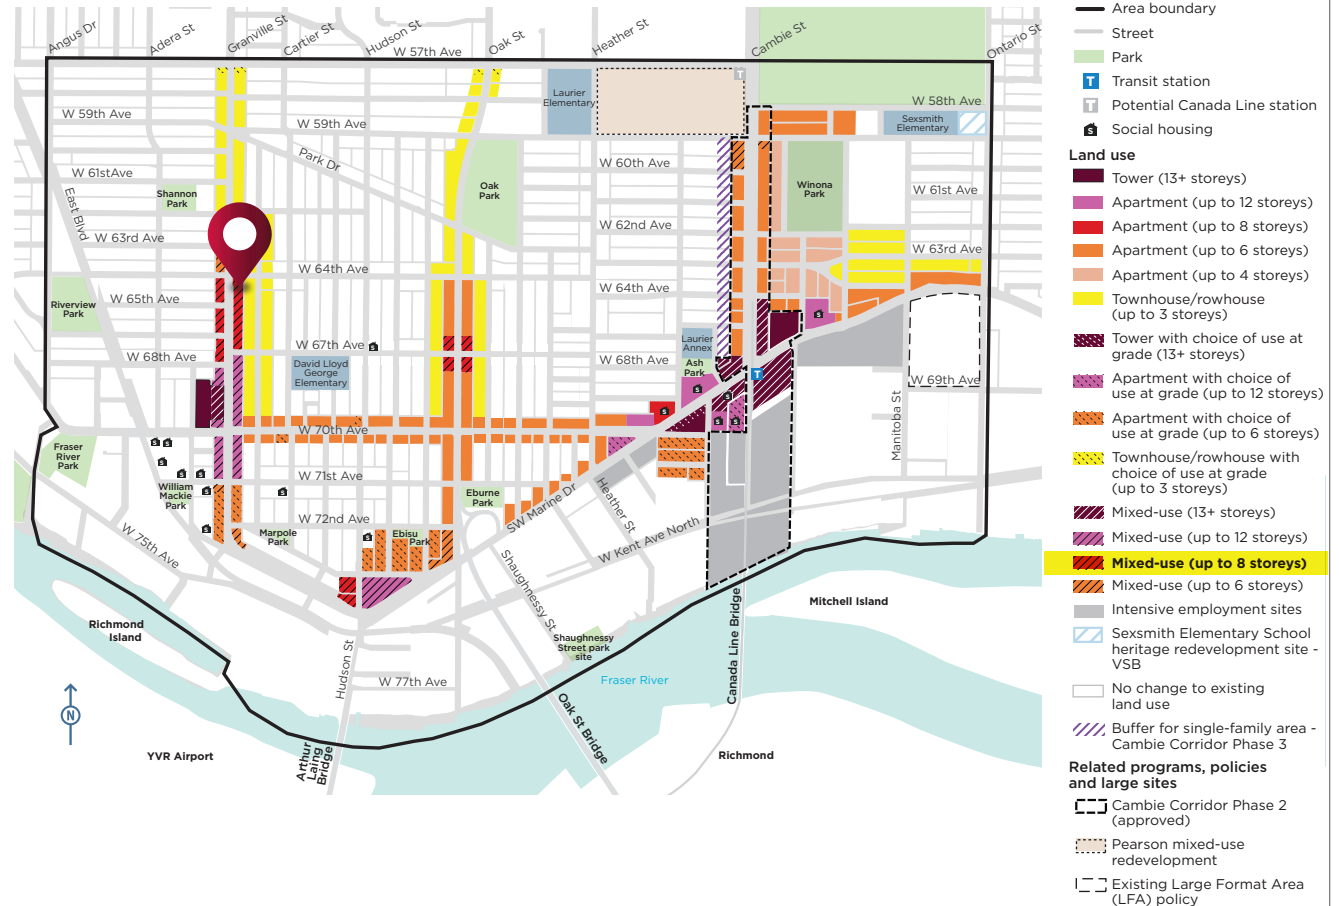 Angus Dr
Adera St
Granville St
Cartier St
Hudson St
W 57th Ave
Oak St
Heather St
Cambie St
Ontario St
T
Laurier
Elementary
W 58th Ave
W 59th Ave
W 59th Ave
Sexsmith
Elementary
Park Dr
W 60th Ave
W 61stAve
Shannon
Park
Oak
Park
Winona
Park
W 61st Ave
East Blvd
W 62nd Ave
W 63rd Ave
W 63rd Ave
W 64th Ave
W 64th Ave
Riverview
Park
W 65th Ave
S
W 67th Ave
S
Laurier
Annex
W 68th Ave
W 68th Ave
Ash
Park
David Lloyd
George
Elementary
T
W 69th Ave
S
S
S
S
S
Manitoba St
W 70th Ave
Fraser
River
Park
S
S
S
S
S
W 71st Ave
William
Mackie
Park
S
S
Eburne
Park
SW Marine Dr
Heather St
W 72nd Ave
S
Marpole
Park
S
Ebisu
Park
W 75th Ave
W Kent Ave North
Shaughnessy St
Richmond
Island
Mitchell Island
Shaughnessy
Street park
site
Hudson St
W 77th Ave
Fraser River
Canada Line Bridge
Oak St Bridge
N
YVR Airport
Arthur
Laing
Bridge
Richmond
Area boundary
Street
Park
T Transit station
T Potential Canada Line station
S Social housing
Land use
Tower (13+ storeys)
Apartment (up to 12 storeys)
Apartment (up to 8 storeys)
Apartment (up to 6 storeys)
Apartment (up to 4 storeys)
Townhouse/rowhouse
(up to 3 storeys)
Tower with choice of use at
grade (13+ storeys)
Apartment with choice of
use at grade (up to 12 storeys)
Apartment with choice of
use at grade (up to 6 storeys)
Townhouse/rowhouse with
choice of use at grade
(up to 3 storeys)
Mixed-use (13+ storeys)
Mixed-use (up to 12 storeys)
Mixed-use (up to 8 storeys)
Mixed-use (up to 6 storeys)
Intensive employment sites
Sexsmith Elementary School
heritage redevelopment site -
VSB
No change to existing
land use
Buffer for single-family area -
Cambie Corridor Phase 3
Related programs, policies
and large sites
Cambie Corridor Phase 2
(approved)
Pearson mixed-use
redevelopment
Existing Large Format Area
(LFA) policy